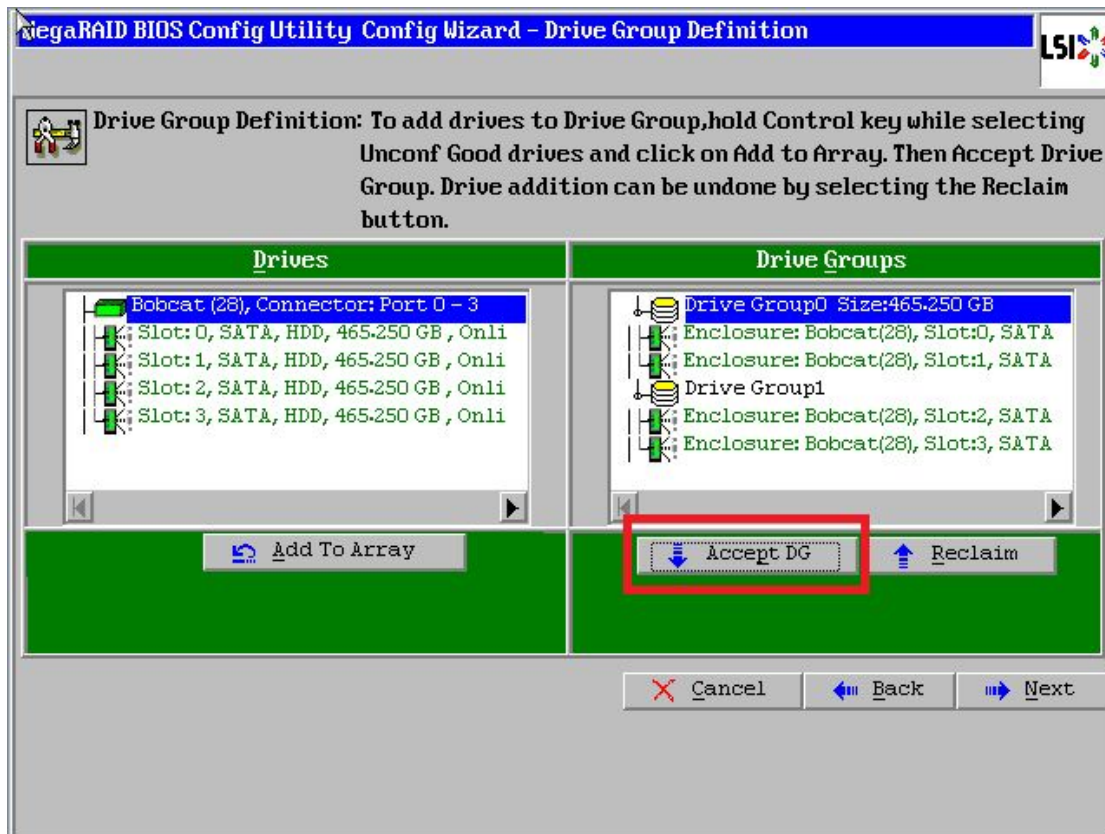 MegaRAID BIOS Config Utility Config Wizard - Drive Group Definition
LSI
Drive Group Definition: To add drives to Drive Group,hold Control key while selecting
Unconf Good drives and click on Add to Array. Then Accept Drive
Group. Drive addition can be undone by selecting the Reclaim
button.
Drives
Bobcat (28), Connector: Port 0 - 3
Slot: 0, SATA, HDD, 465.250 GB , Onli
Slot: 1, SATA, HDD, 465.250 GB , Onli
Slot: 2, SATA, HDD, 465.250 GB , Onli
Slot: 3, SATA, HDD, 465.250 GB , Onli
Add To Array
Drive Groups
Drive Group0 Size:465.250 GB
Enclosure: Bobcat(28), Slot:0, SATA
Enclosure: Bobcat(28), Slot:1, SATA
Drive Group1
Enclosure: Bobcat(28), Slot:2, SATA
Enclosure: Bobcat(28), Slot:3, SATA
Accept DG
Reclaim
Cancel
Back
Next